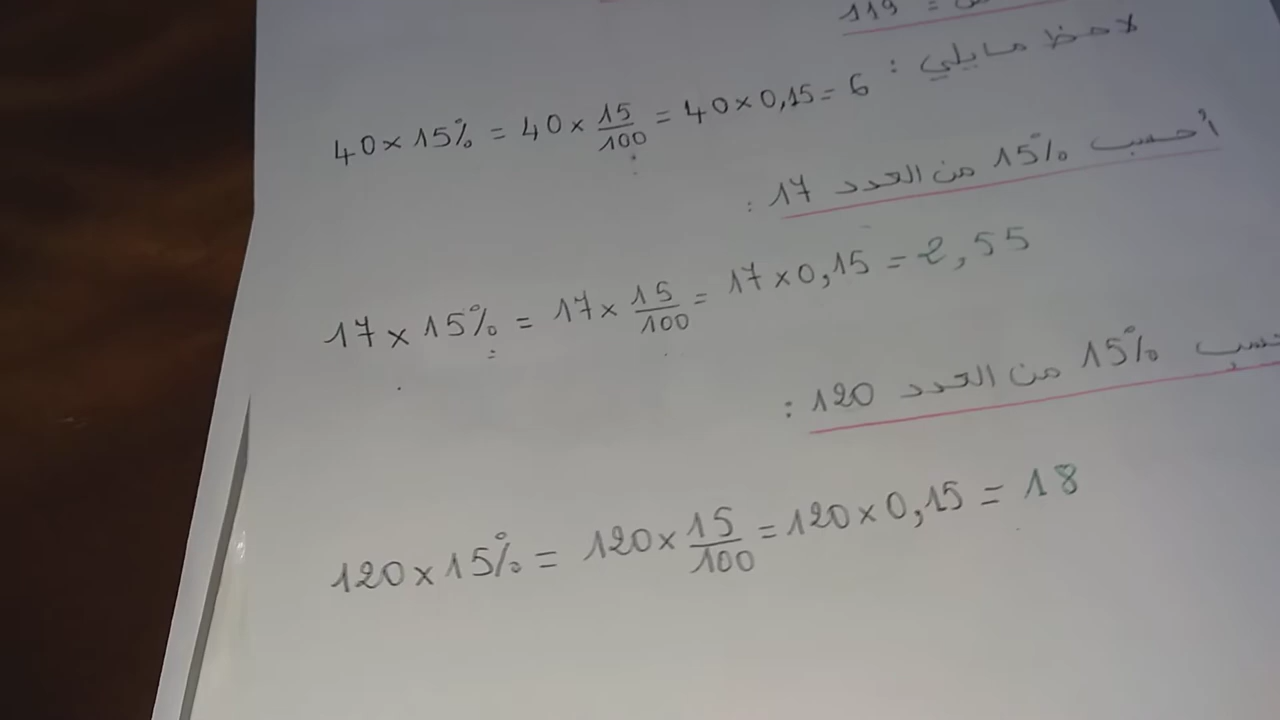 = 119
لاحظ مايلي :
40 × 15% = 40 × 15/100 = 40 × 0,15 = 6
أحسب 15% من العدد 17 :
17 × 15% = 17 × 15/100 = 17 × 0,15 = 2,55
15% من العدد 120 :
120 × 15% = 120 × 15/100 = 120 × 0,15 = 18